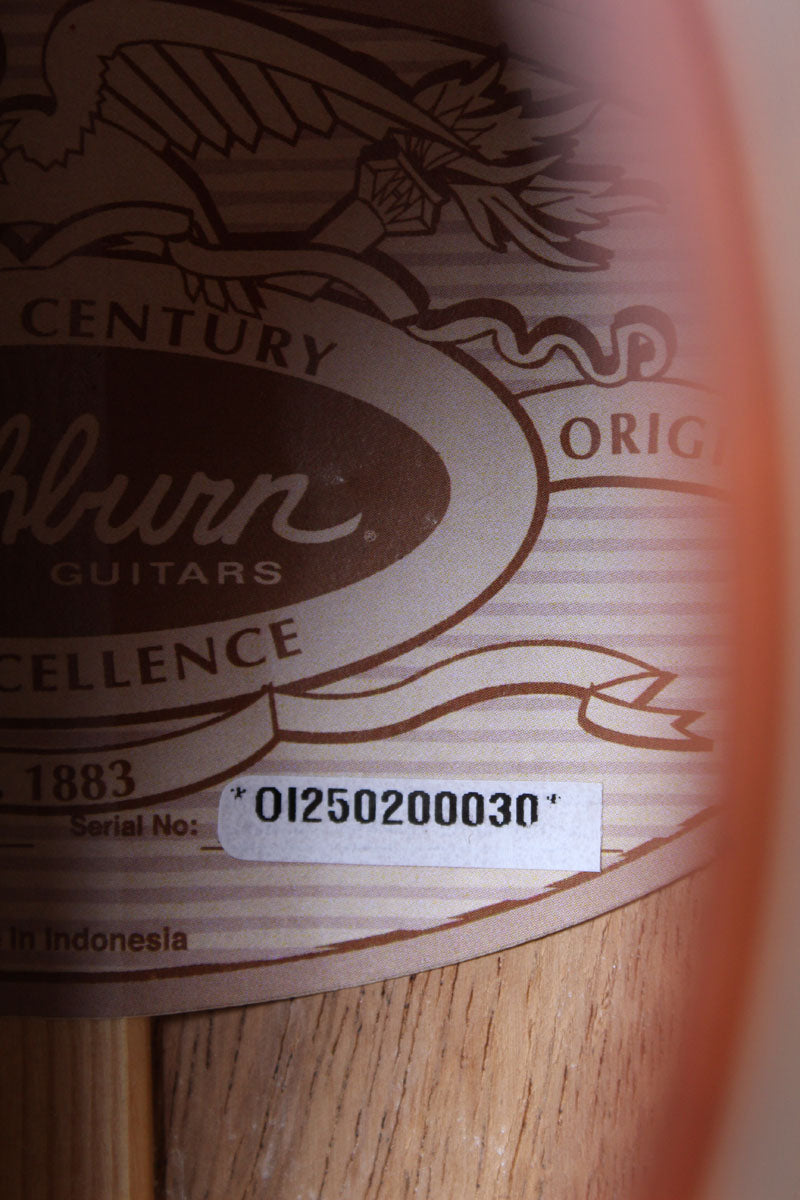 CENTURY
ORIG
hburn®
GUITARS
CELLENCE
. 1883
Serial No: *OI250200030*
in Indonesia